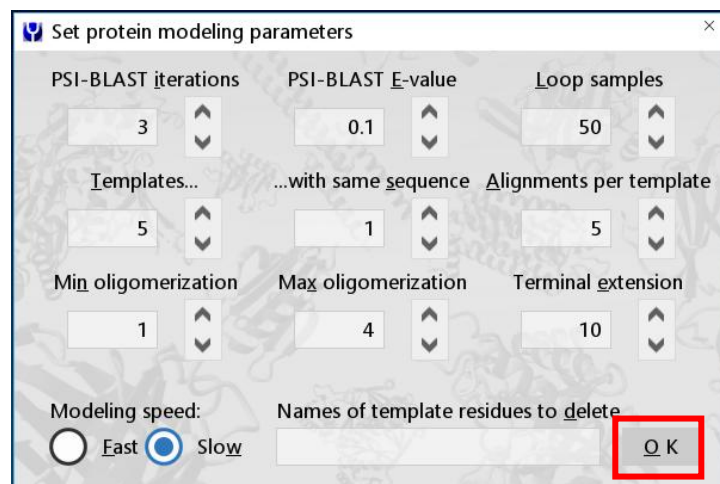 Set protein modeling parameters
PSI-BLAST iterations PSI-BLAST E-value Loop samples
3 0.1 50
Templates... ...with same sequence Alignments per template
5 1 5
Min oligomerization Max oligomerization Terminal extension
1 4 10
Modeling speed: Names of template residues to delete
Fast Slow O K